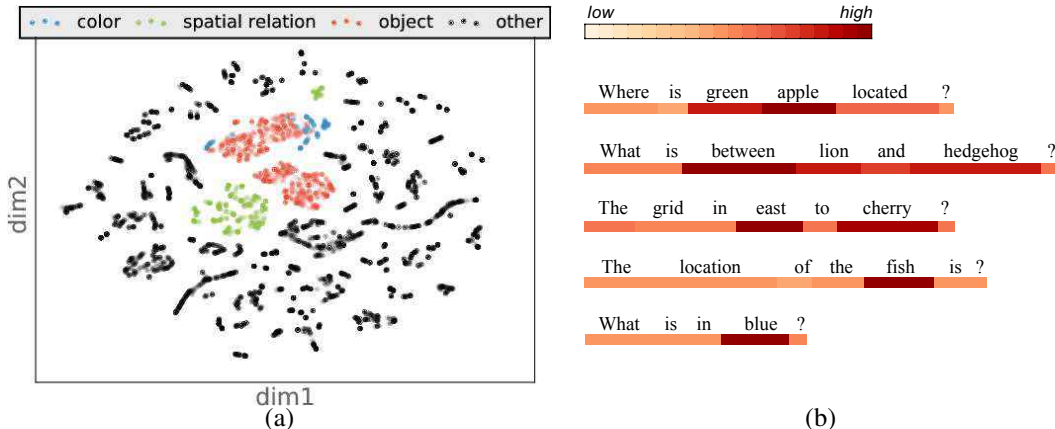 color spatial relation object other
dim2
dim1
(a)
low high
Where is green apple located ?
What is between lion and hedgehog ?
The grid in east to cherry ?
The location of the fish is ?
What is in blue ?
(b)